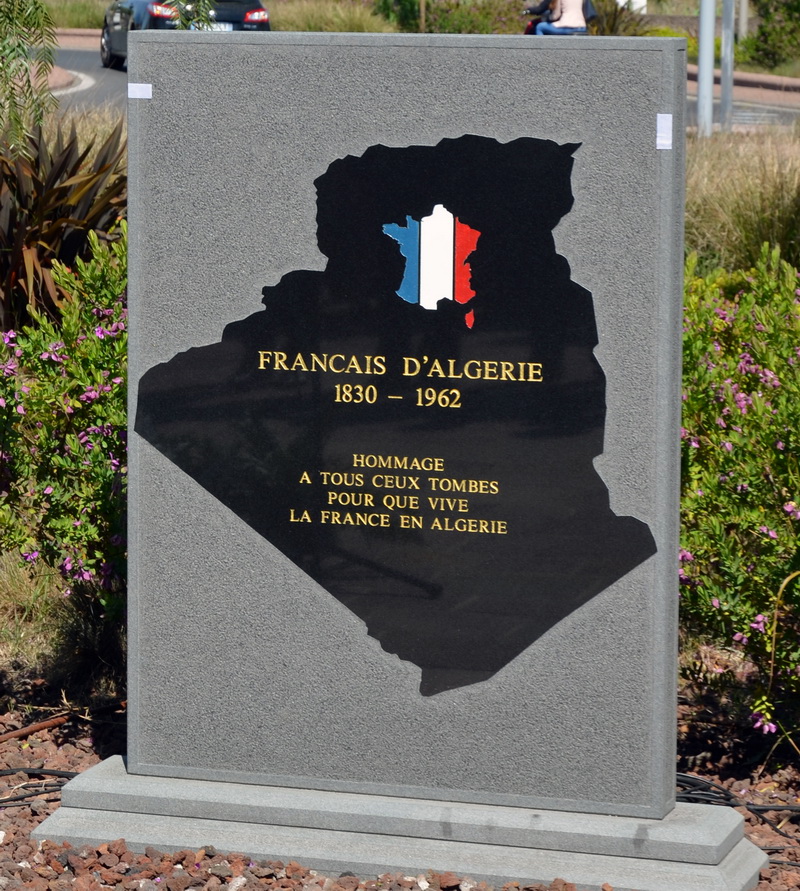 FRANCAIS D'ALGERIE
1830 – 1962
HOMMAGE
A TOUS CEUX TOMBES
POUR QUE VIVE
LA FRANCE EN ALGERIE